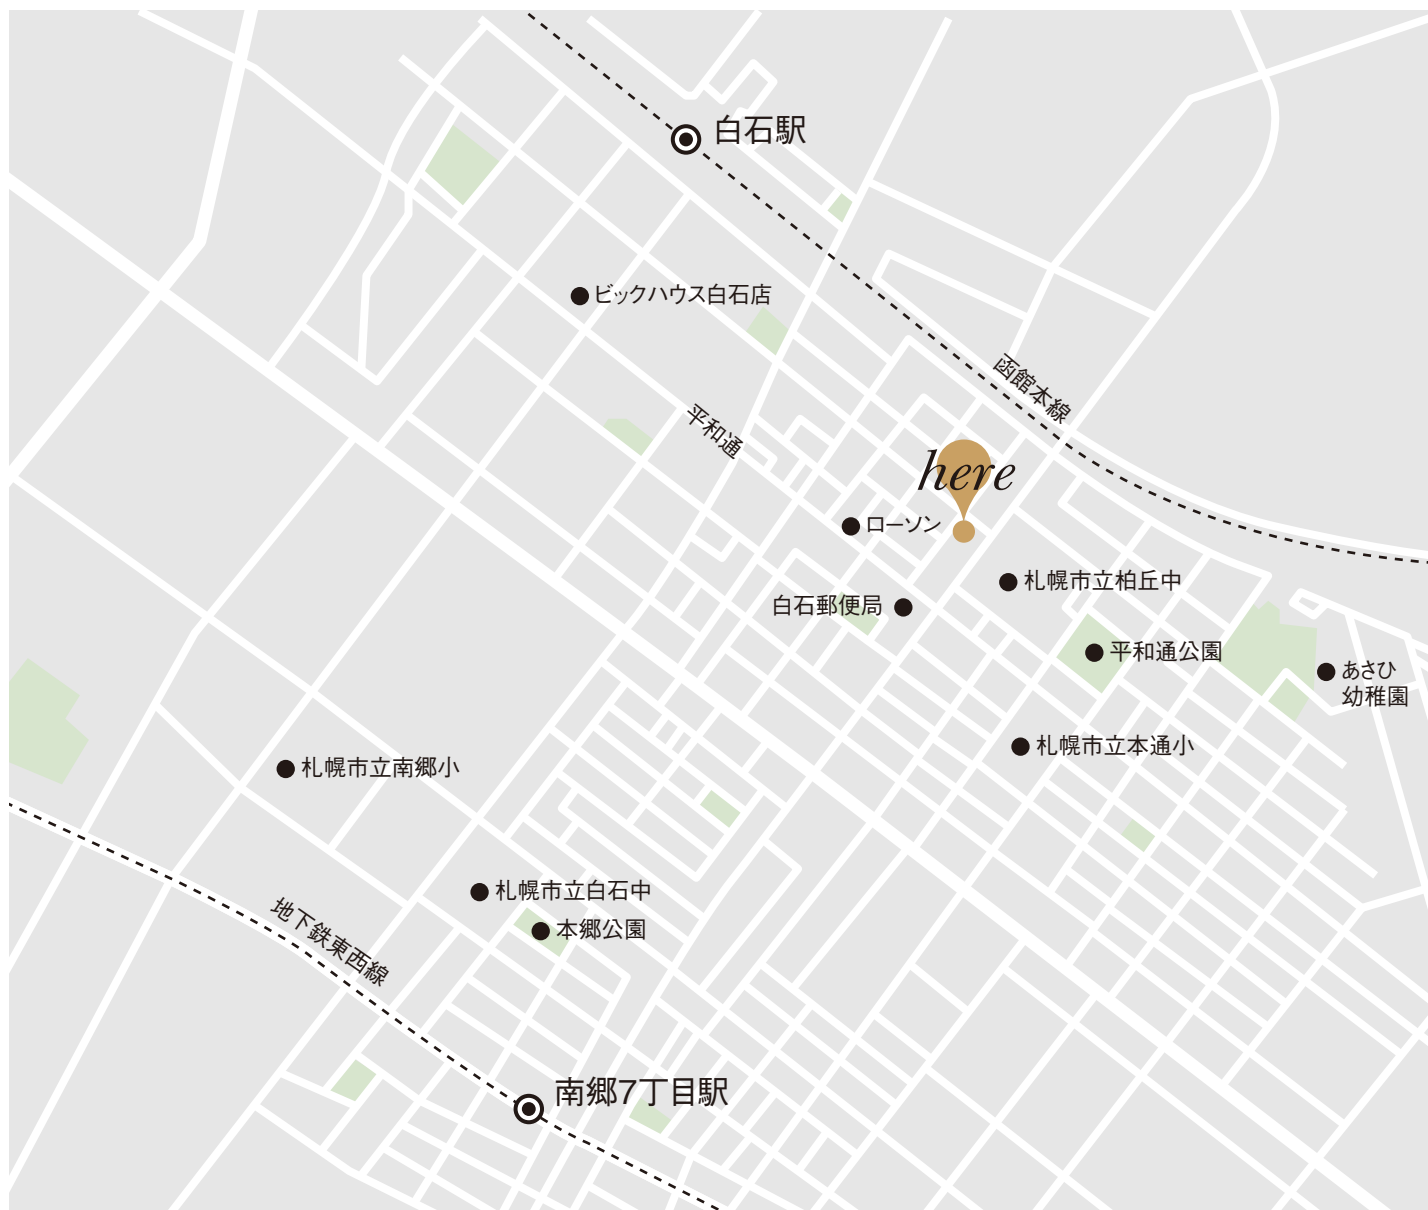 白石駅
ビックハウス白石店
函館本線
平和通
here
ローソン
札幌市立柏丘中
白石郵便局
平和通公園
あさひ
幼稚園
札幌市立本通小
札幌市立南郷小
札幌市立白石中
本郷公園
地下鉄東西線
南郷7丁目駅